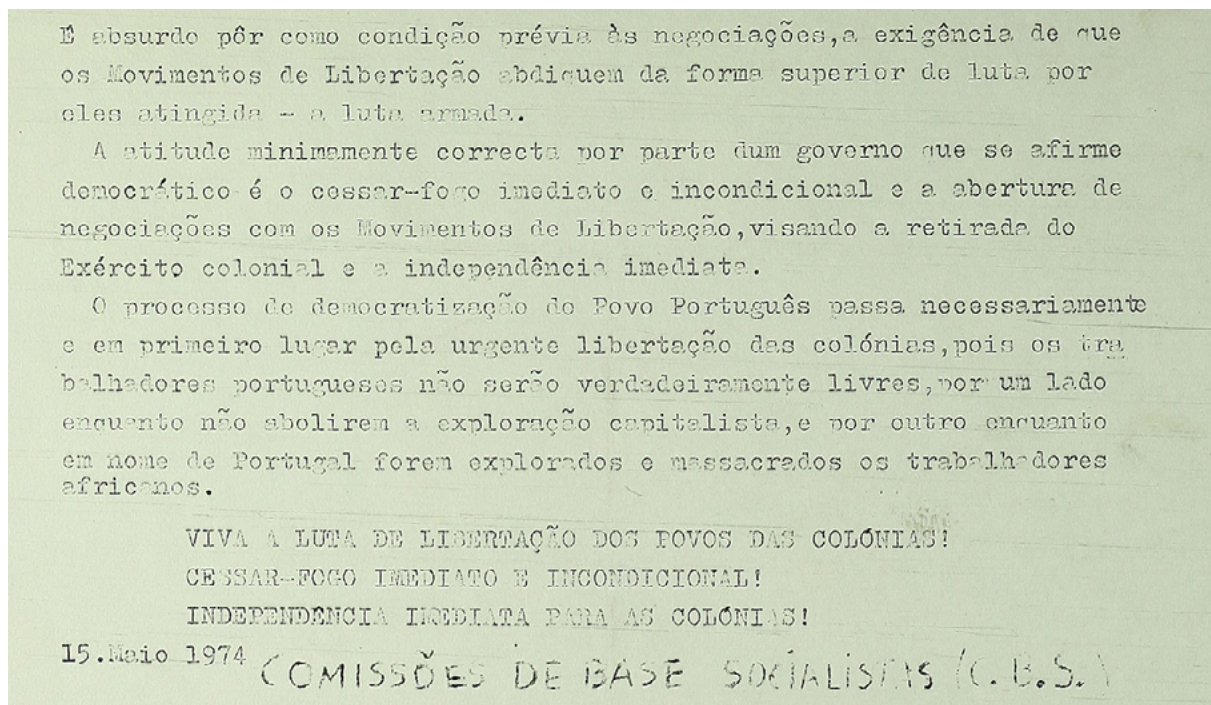 É absurdo pôr como condição prévia às negociações,a exigência de que
os Movimentos de Libertação abdiquem da forma superior de luta por
eles atingida - a luta armada.
A atitude minimamente correcta por parte dum governo que se afirme
democrático é o cessar-fogo imediato e incondicional e a abertura de
negociações com os Movimentos de Libertação,visando a retirada do
Exército colonial e a independência imediata.
O processo de democratização do Povo Português passa necessariamente
e em primeiro lugar pela urgente libertação das colónias,pois os tra
balhadores portugueses não serão verdadeiramente livres,por um lado
enquanto não abolirem a exploração capitalista,e por outro enquanto
em nome de Portugal forem explorados e massacrados os trabalhadores
africanos.
VIVA A LUTA DE LIBERTAÇÃO DOS POVOS DAS COLÓNIAS!
CESSAR-FOGO IMEDIATO E INCONDICIONAL!
INDEPENDENCIA IMEDIATA PARA AS COLÓNIAS!
15.Maio 1974 COMISSÕES DE BASE SOCIALISTAS (C.B.S.)